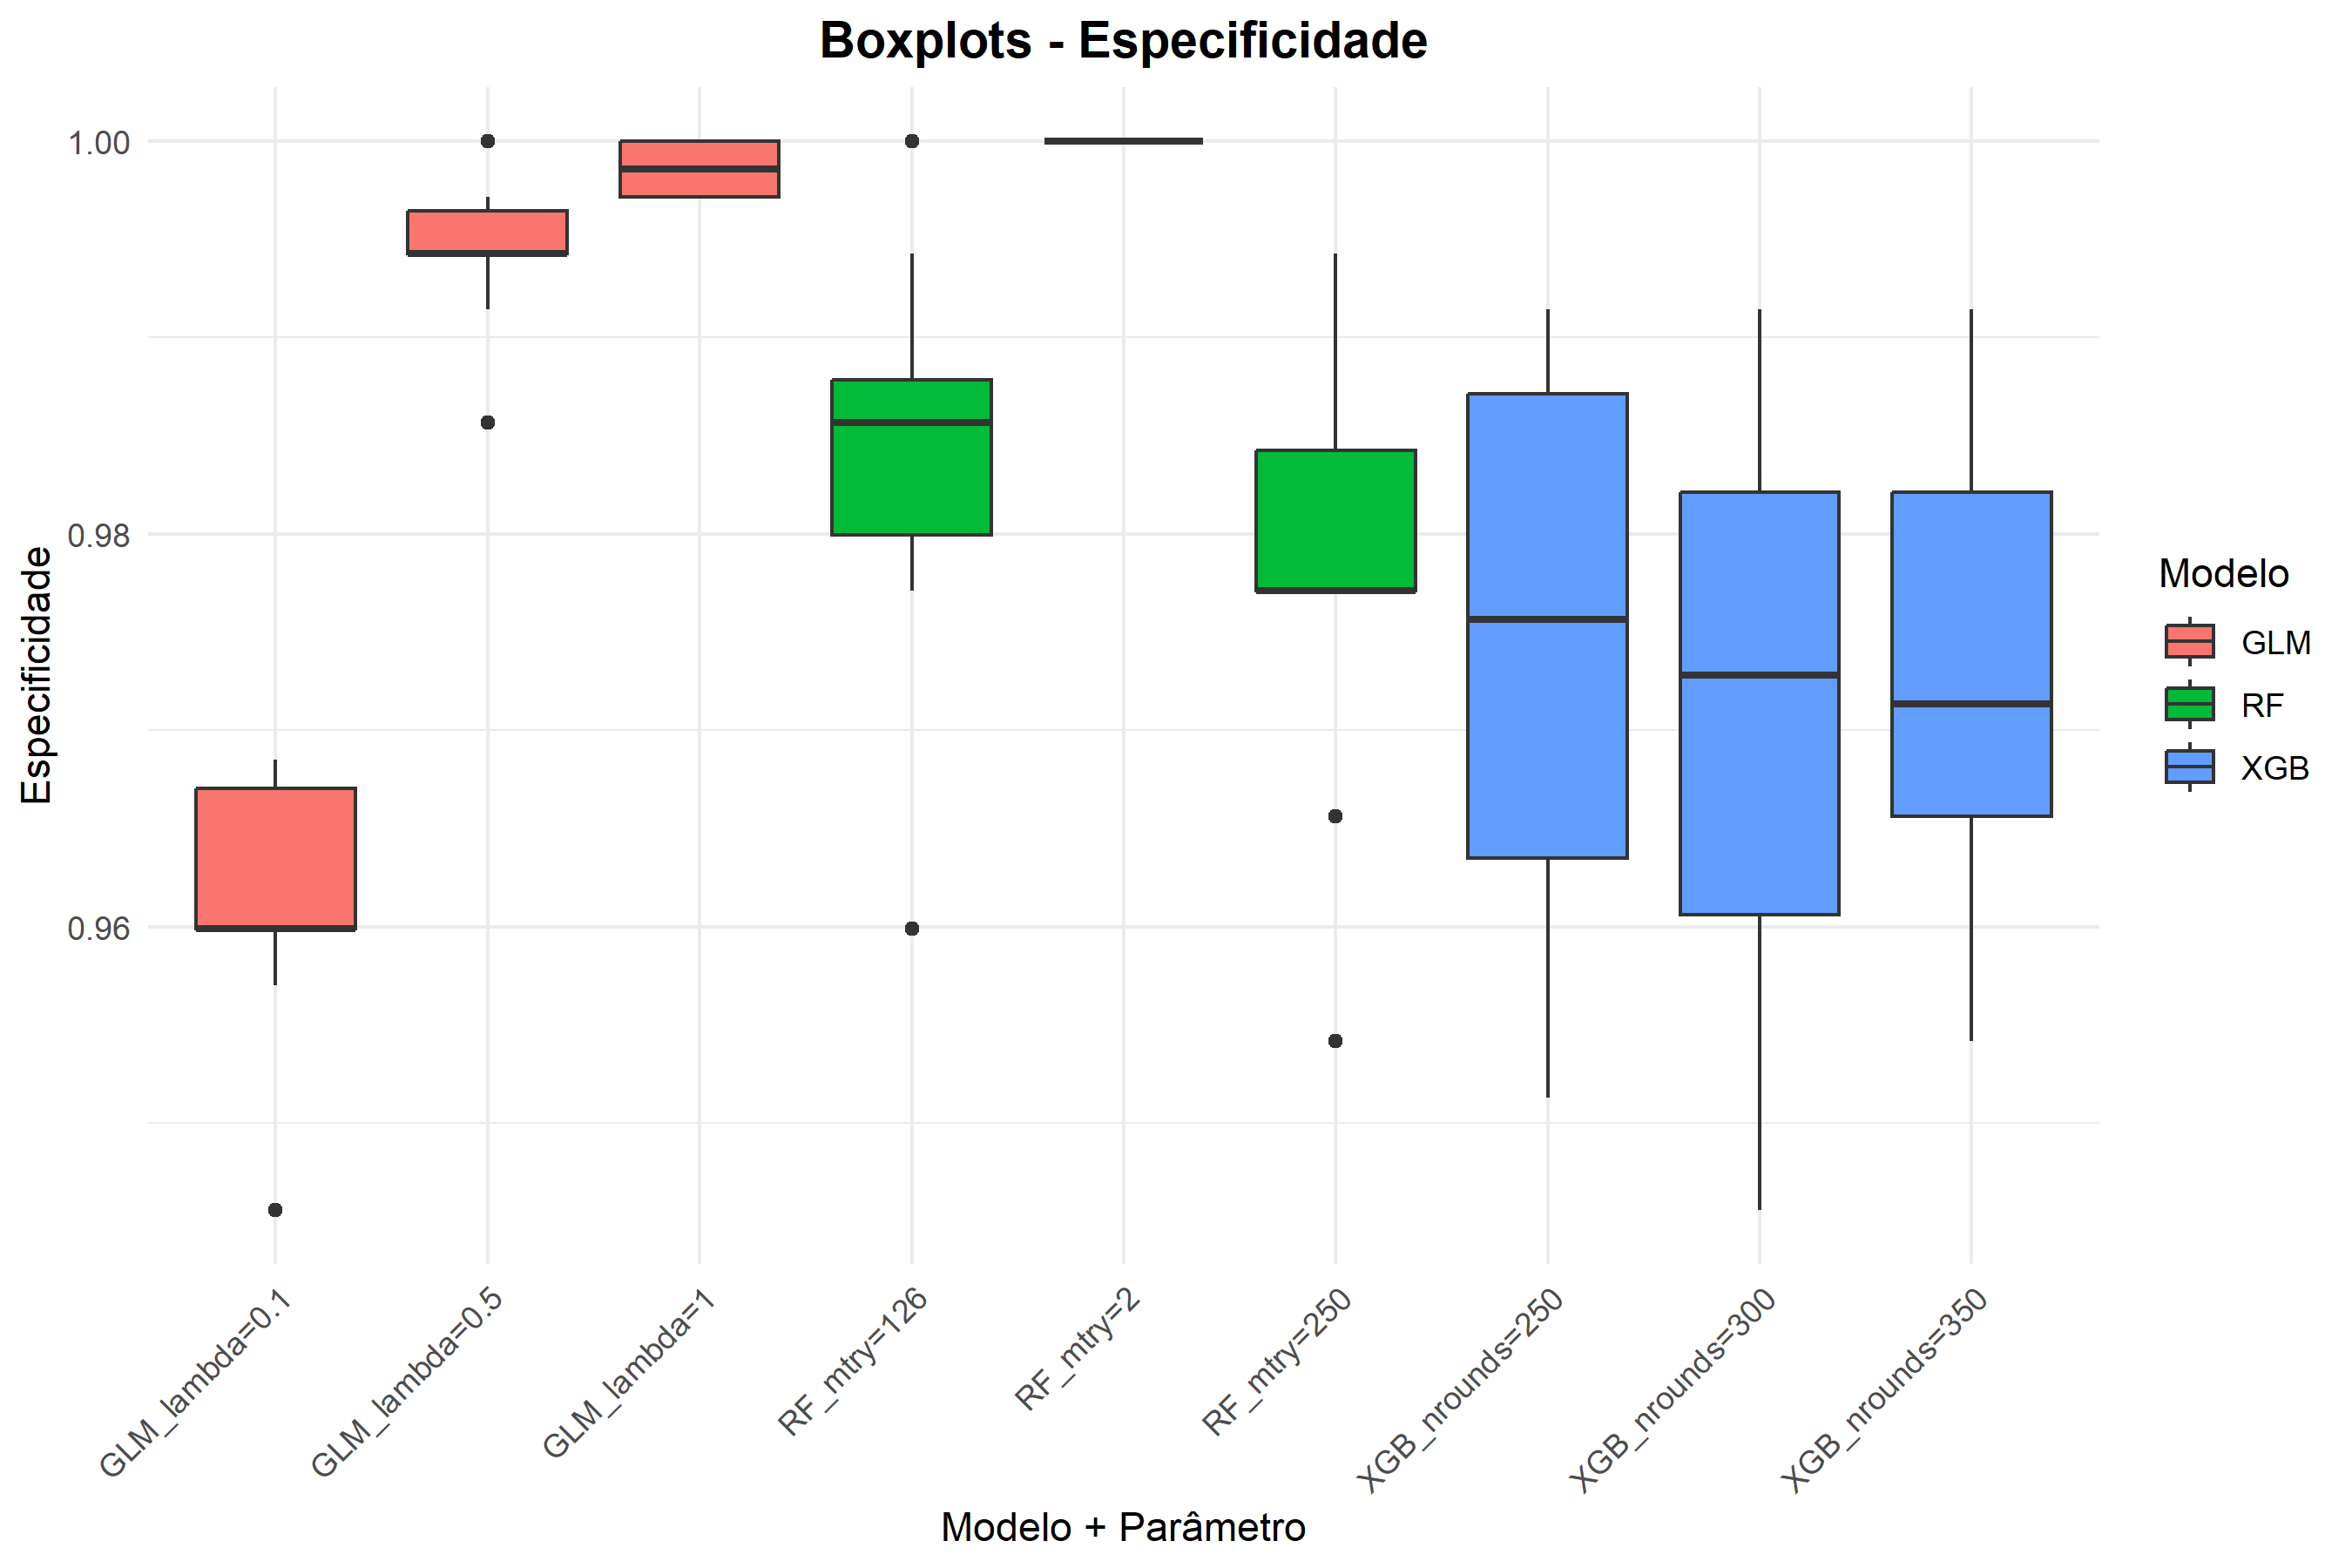 Boxplots - Especificidade
1.00
0.98
0.96
Especificidade
GLM_lambda=0.1
GLM_lambda=0.5
GLM_lambda=1
RF_mtry=126
RF_mtry=2
RF_mtry=250
XGB_nrounds=250
XGB_nrounds=300
XGB_nrounds=350
Modelo + Parâmetro
Modelo
GLM
RF
XGB